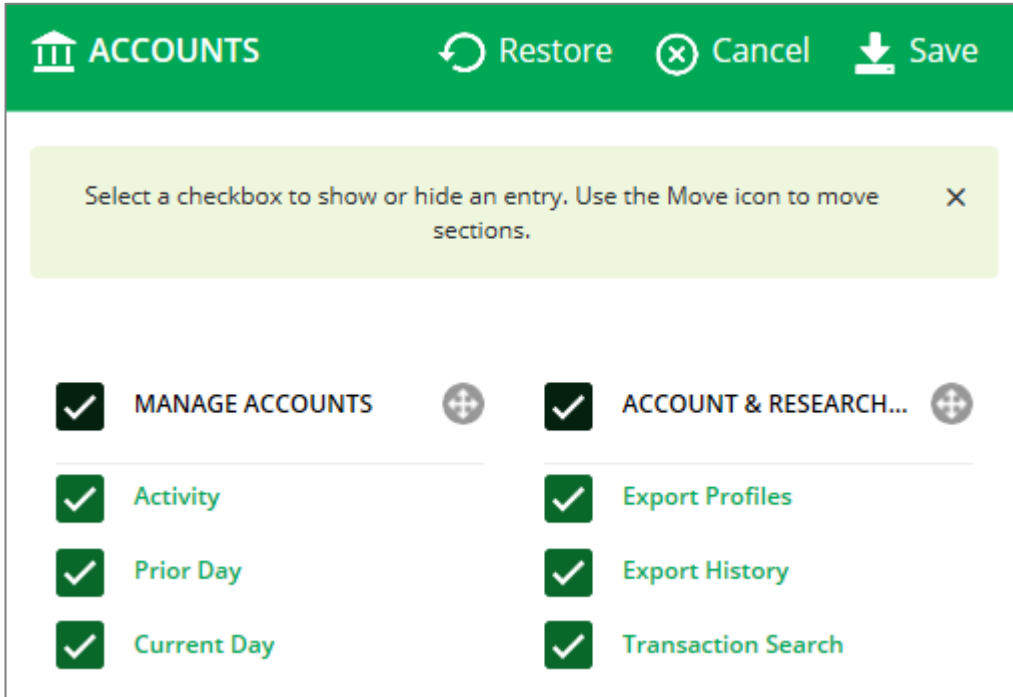 ACCOUNTS
Restore
Cancel
Save
Select a checkbox to show or hide an entry. Use the Move icon to move
sections.
MANAGE ACCOUNTS
Activity
Prior Day
Current Day
ACCOUNT & RESEARCH...
Export Profiles
Export History
Transaction Search